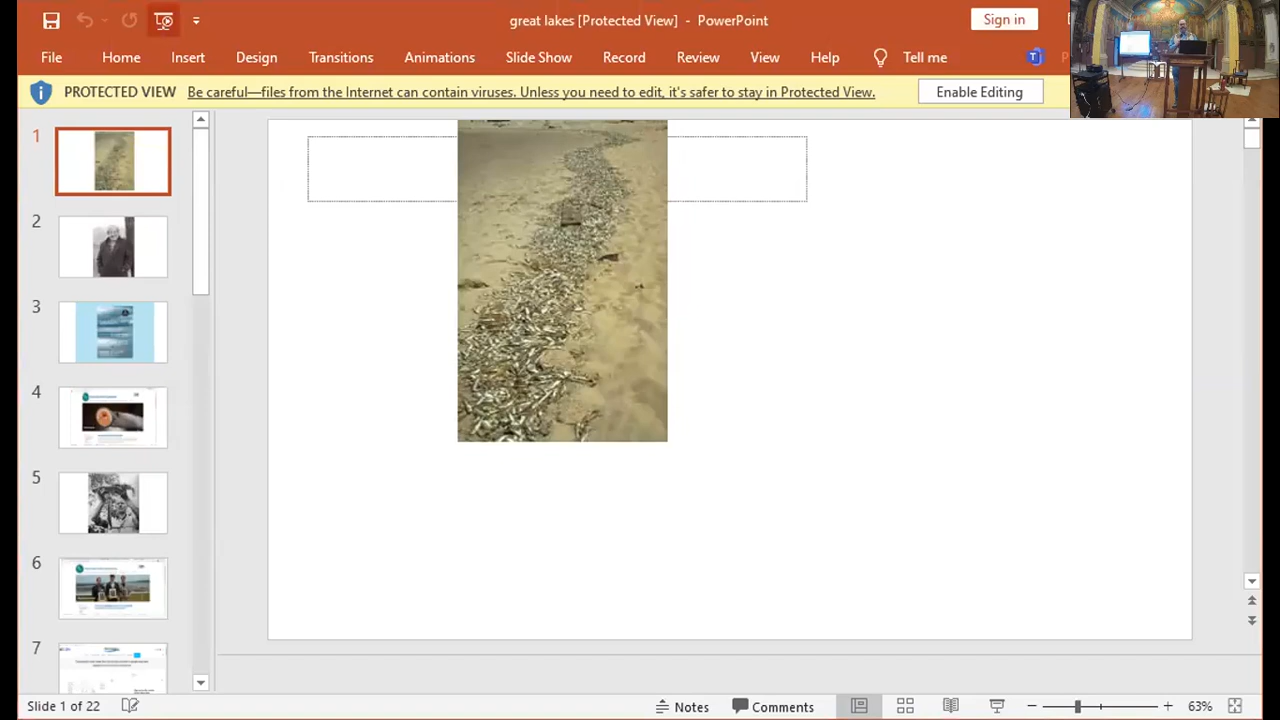 great lakes [Protected View] - PowerPoint
Sign in
File Home Insert Design Transitions Animations Slide Show Record Review View Help Tell me
PROTECTED VIEW Be careful—files from the Internet can contain viruses. Unless you need to edit, it's safer to stay in Protected View. Enable Editing
1
2
3
4
5
6
7
Slide 1 of 22 Notes Comments 63%